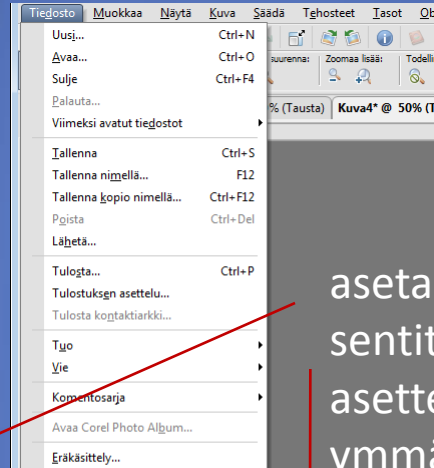 Tiedosto Muokkaa Näytä Kuva Säädä Tehosteet Tasot
Uusi... Ctrl+N
Avaa... Ctrl+O
Sulje Ctrl+F4
Palauta...
Viimeksi avatut tiedostot
Tallenna Ctrl+S
Tallenna nimellä... F12
Tallenna kopio nimellä... Ctrl+F12
Poista Ctrl+Del
Lähetä...
Tulosta... Ctrl+P
Tulostuksen asettelu...
Tulosta kontaktiarkki...
Tuo
Vie
Komentosarja
Avaa Corel Photo Album...
Eräkäsittely...
suurenna: Zoomaa lisää:
% (Tausta) Kuva4* @ 50% (T
aseta
sentit
asette
ymmä